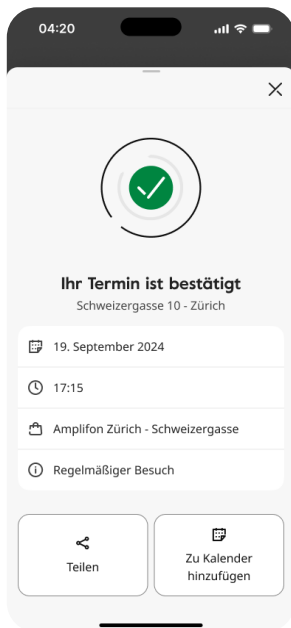 04:20
Ihr Termin ist bestätigt
Schweizergasse 10 - Zürich
19. September 2024
17:15
Amplifon Zürich - Schweizergasse
Regelmäßiger Besuch
Teilen
Zu Kalender
hinzufügen